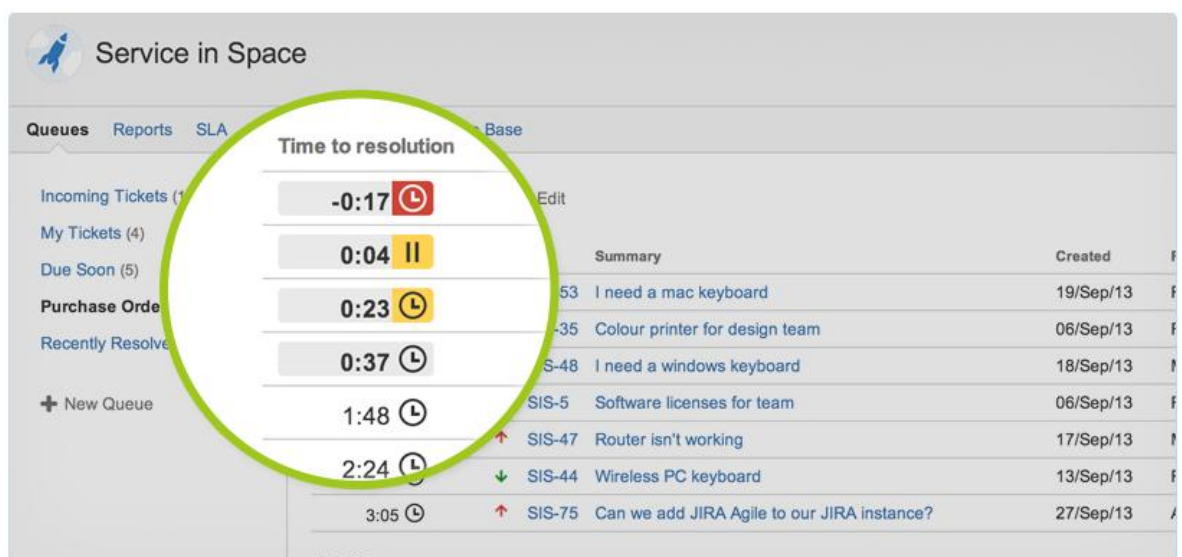 Service in Space
Queues Reports SLA Base
Time to resolution
Incoming Tickets (1
My Tickets (4)
Due Soon (5)
Purchase Orde
Recently Resolve
New Queue
Edit
Summary Created
-0:17
0:04
0:23 53 I need a mac keyboard 19/Sep/13
0:37 -35 Colour printer for design team 06/Sep/13
S-48 I need a windows keyboard 18/Sep/13
1:48 SIS-5 Software licenses for team 06/Sep/13
SIS-47 Router isn't working 17/Sep/13
2:24 SIS-44 Wireless PC keyboard 13/Sep/13
3:05 SIS-75 Can we add JIRA Agile to our JIRA instance? 27/Sep/13